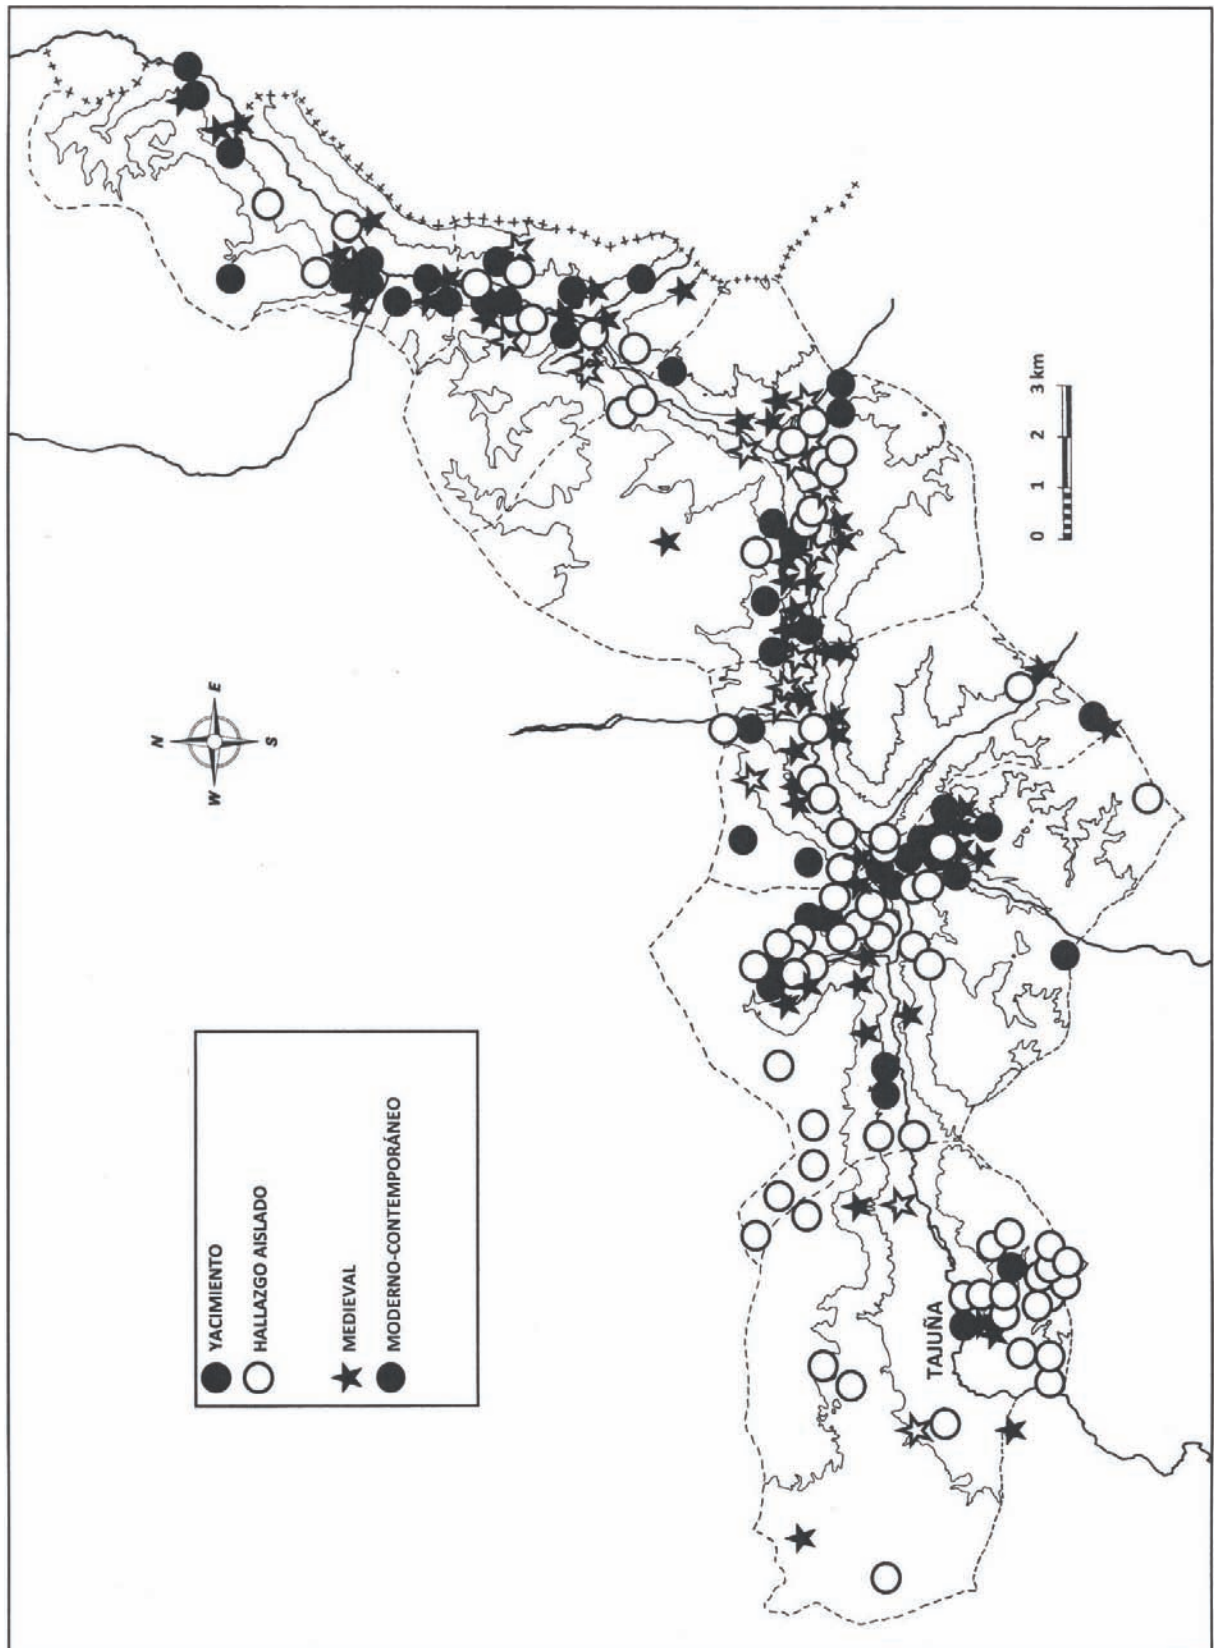 N
W
E
S
0 1 2 3 km
YACIMIENTO
HALLAZGO AISLADO
MEDIEVAL
MODERNO-CONTEMPORÁNEO
TAJUÑA